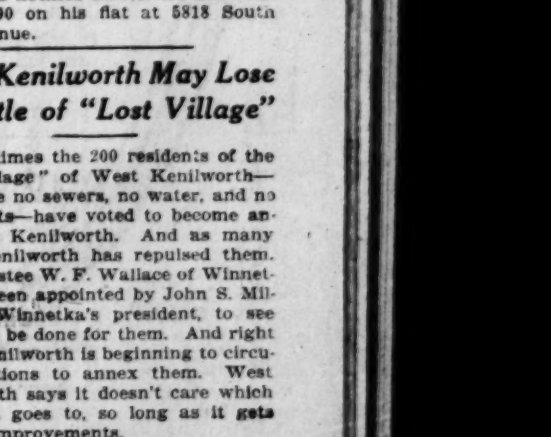 00 on his flat at 5818 South
nue.
Kenilworth May Lose
tle of "Lost Village"
imes the 200 residents of the
lage" of West Kenilworth—
e no sewers, no water, and no
ts—have voted to become an-
Kenilworth. And as many
enilworth has repulsed them.
stee W. F. Wallace of Winnet-
een appointed by John S. Mil-
Winnetka's president, to see
be done for them. And right
nilworth is beginning to circu-
ions to annex them. West
th says it doesn't care which
goes to, so long as it gets
mprovements.